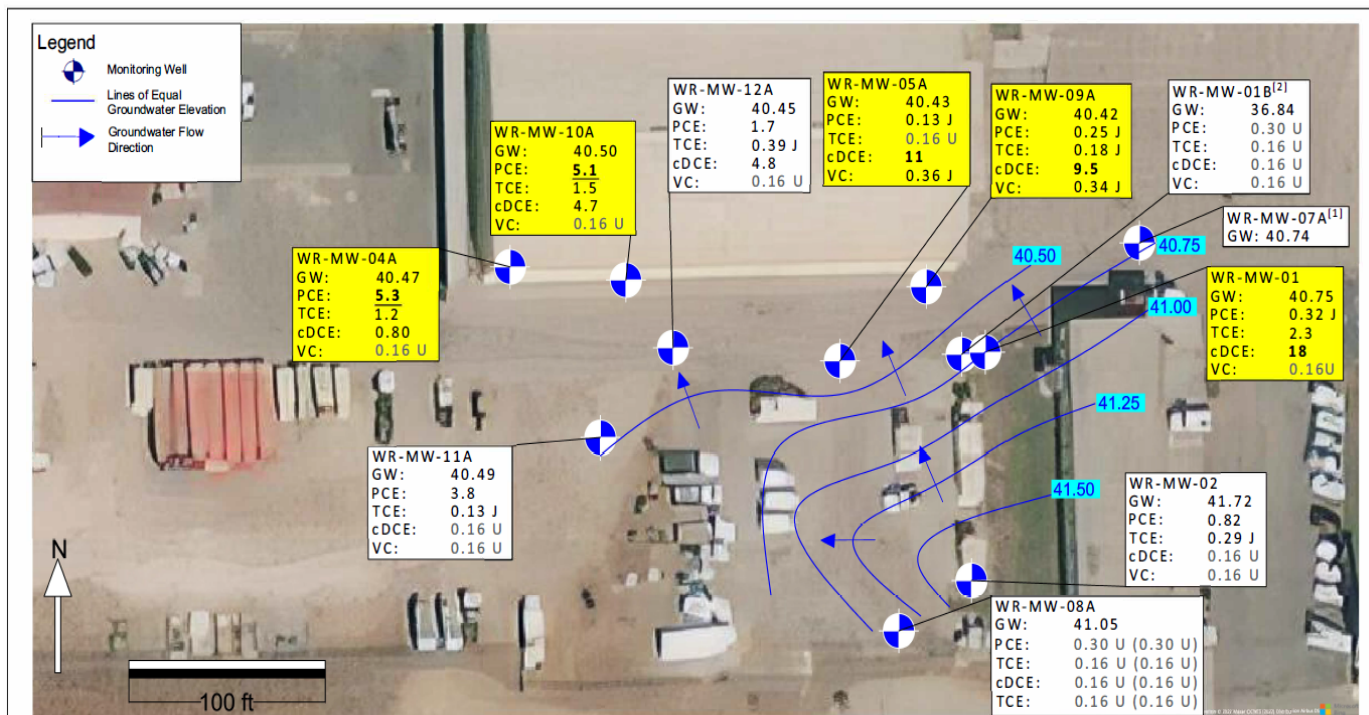 Legend
Monitoring Well
Lines of Equal
Groundwater Elevation
Groundwater Flow
Direction
WR-MW-10A
GW: 40.50
PCE: 5.1
TCE: 1.5
cDCE: 4.7
VC: 0.16 U
WR-MW-12A
GW: 40.45
PCE: 1.7
TCE: 0.39 J
cDCE: 4.8
VC: 0.16 U
WR-MW-05A
GW: 40.43
PCE: 0.13 J
TCE: 0.16 U
cDCE: 11
VC: 0.36 J
WR-MW-09A
GW: 40.42
PCE: 0.25 J
TCE: 0.18 J
cDCE: 9.5
VC: 0.34 J
WR-MW-01B[2]
GW: 36.84
PCE: 0.30 U
TCE: 0.16 U
cDCE: 0.16 U
VC: 0.16 U
WR-MW-07A[1]
GW: 40.74
WR-MW-04A
GW: 40.47
PCE: 5.3
TCE: 1.2
cDCE: 0.80
VC: 0.16 U
WR-MW-01
GW: 40.75
PCE: 0.32 J
TCE: 2.3
cDCE: 18
VC: 0.16U
40.50
40.75
41.00
41.25
41.50
WR-MW-11A
GW: 40.49
PCE: 3.8
TCE: 0.13 J
cDCE: 0.16 U
VC: 0.16 U
WR-MW-02
GW: 41.72
PCE: 0.82
TCE: 0.29 J
cDCE: 0.16 U
VC: 0.16 U
WR-MW-08A
GW: 41.05
PCE: 0.30 U (0.30 U)
TCE: 0.16 U (0.16 U)
cDCE: 0.16 U (0.16 U)
TCE: 0.16 U (0.16 U)
N
100 ft